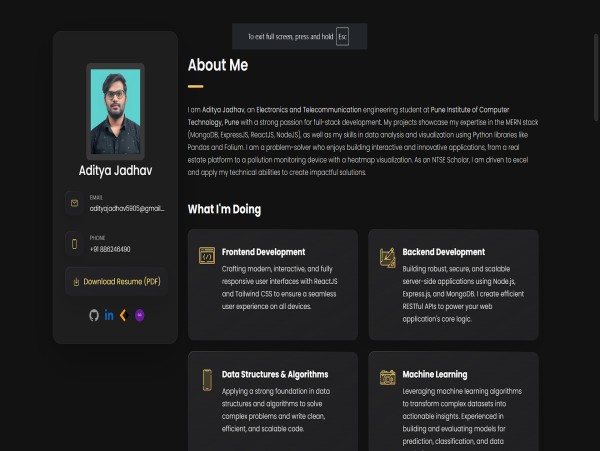 To exit full screen, press and hold Esc
Aditya Jadhav
EMAIL
adityajadhav5905@gmail...
PHONE
+91 886246490
Download Resume (PDF)
in
About Me
I am Aditya Jadhav, an Electronics and Telecommunication engineering student at Pune Institute of Computer
Technology, Pune with a strong passion for full-stack development. My projects showcase my expertise in the MERN stack
(MongoDB, ExpressJS, ReactJS, NodeJS), as well as my skills in data analysis and visualization using Python libraries like
Pandas and Folium. I am a problem-solver who enjoys building interactive and innovative applications, from a real
estate platform to a pollution monitoring device with a heatmap visualization. As an NTSE Scholar, I am driven to excel
and apply my technical abilities to create impactful solutions.
What I'm Doing
Frontend Development
Crafting modern, interactive, and fully
responsive user interfaces with ReactJS
and Tailwind CSS to ensure a seamless
user experience on all devices.
Backend Development
Building robust, secure, and scalable
server-side applications using Node.js,
Express.js, and MongoDB. I create efficient
RESTful APIs to power your web
application's core logic.
Data Structures & Algorithms
Applying a strong foundation in data
structures and algorithms to solve
complex problems and write clean,
efficient, and scalable code.
Machine Learning
Leveraging machine learning algorithms
to transform complex datasets into
actionable insights. Experienced in
building and evaluating models for
prediction, classification, and data